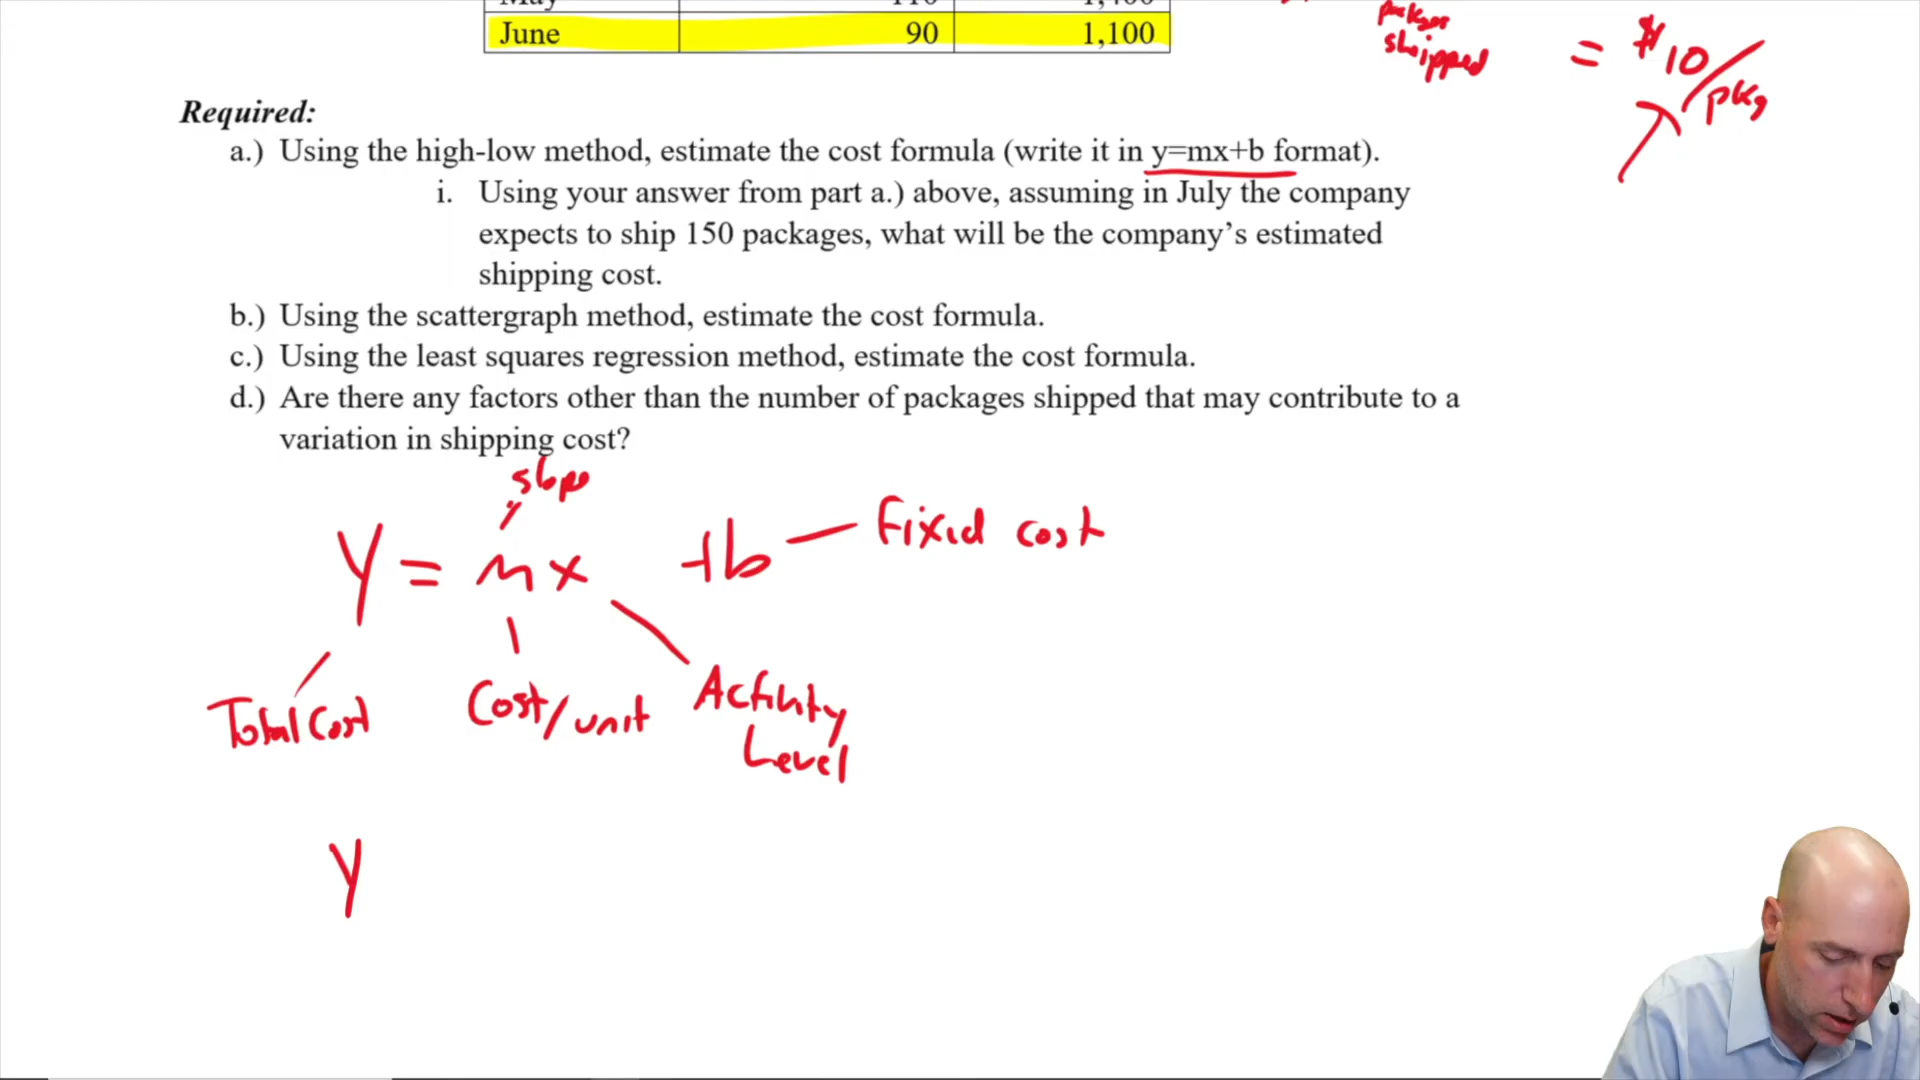 June 90 1,100
packages
shipped
= $10/pkg
Required:
a.) Using the high-low method, estimate the cost formula (write it in y=mx+b format).
i. Using your answer from part a.) above, assuming in July the company
expects to ship 150 packages, what will be the company’s estimated
shipping cost.
b.) Using the scattergraph method, estimate the cost formula.
c.) Using the least squares regression method, estimate the cost formula.
d.) Are there any factors other than the number of packages shipped that may contribute to a
variation in shipping cost?
slope
Y = mx +b — Fixed cost
Total Cost Cost/unit Activity
Level
Y